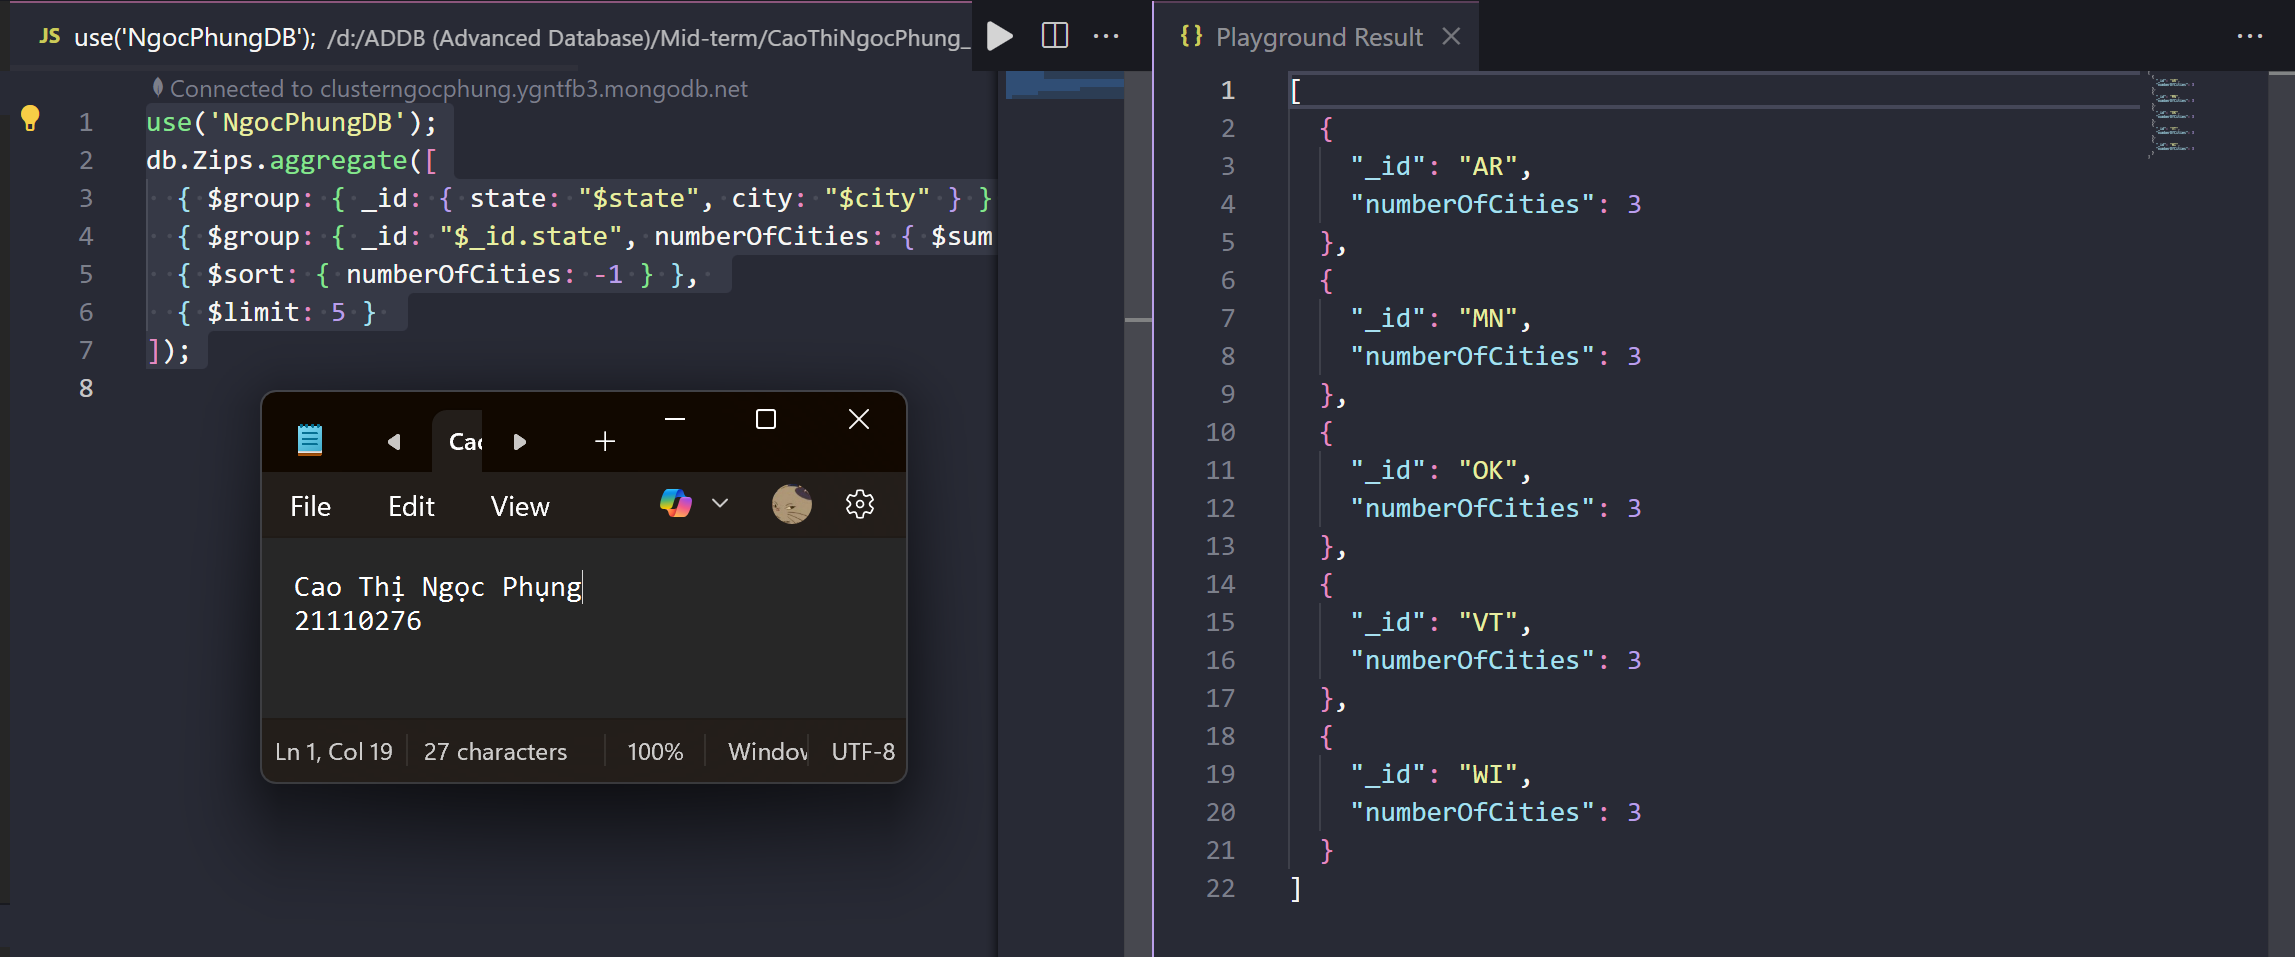 JS use('NgocPhungDB'); /d:/ADDB (Advanced Database)/Mid-term/CaoThiNgocPhung_
Connected to clusterngocphung.ygntfb3.mongodb.net
1 use('NgocPhungDB');
2 db.Zips.aggregate([
3 { $group: { _id: { state: "$state", city: "$city" } }
4 { $group: { _id: "$_id.state", numberOfCities: { $sum
5 { $sort: { numberOfCities: -1 } },
6 { $limit: 5 }
7 ]);
8
Cao
File Edit View
Cao Thị Ngọc Phụng
21110276
Ln 1, Col 19 27 characters 100% Window UTF-8
{} Playground Result
1 [
2 {
3 "_id": "AR",
4 "numberOfCities": 3
5 },
6 {
7 "_id": "MN",
8 "numberOfCities": 3
9 },
10 {
11 "_id": "OK",
12 "numberOfCities": 3
13 },
14 {
15 "_id": "VT",
16 "numberOfCities": 3
17 },
18 {
19 "_id": "WI",
20 "numberOfCities": 3
21 }
22 ]